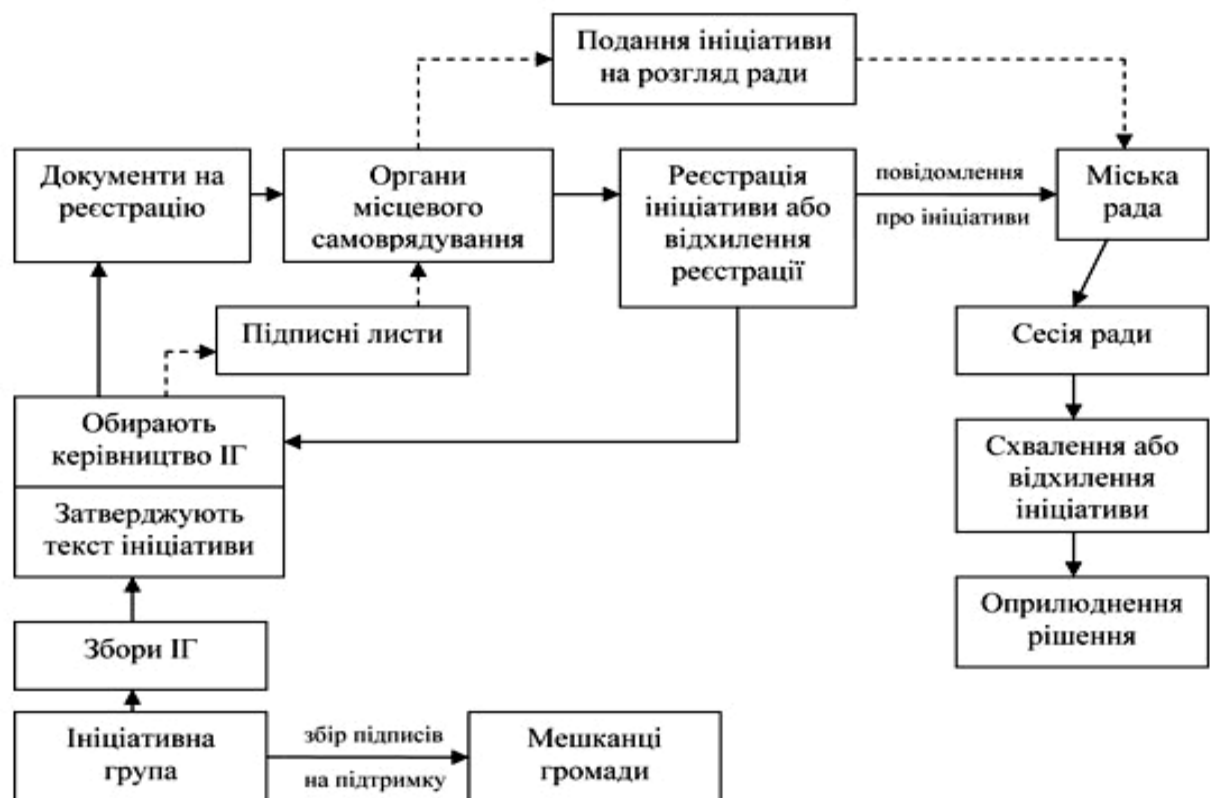 Подання ініціативи
на розгляд ради
Документи на
реєстрацію
Органи
місцевого
самоврядування
Реєстрація
ініціативи або
відхилення
реєстрації
повідомлення
про ініціативи
Міська
рада
Підписні листи
Сесія ради
Обирають
керівництво ІГ
Затверджують
текст ініціативи
Схвалення або
відхилення
ініціативи
Оприлюднення
рішення
Збори ІГ
Ініціативна
група
збір підписів
на підтримку
Мешканці
громади